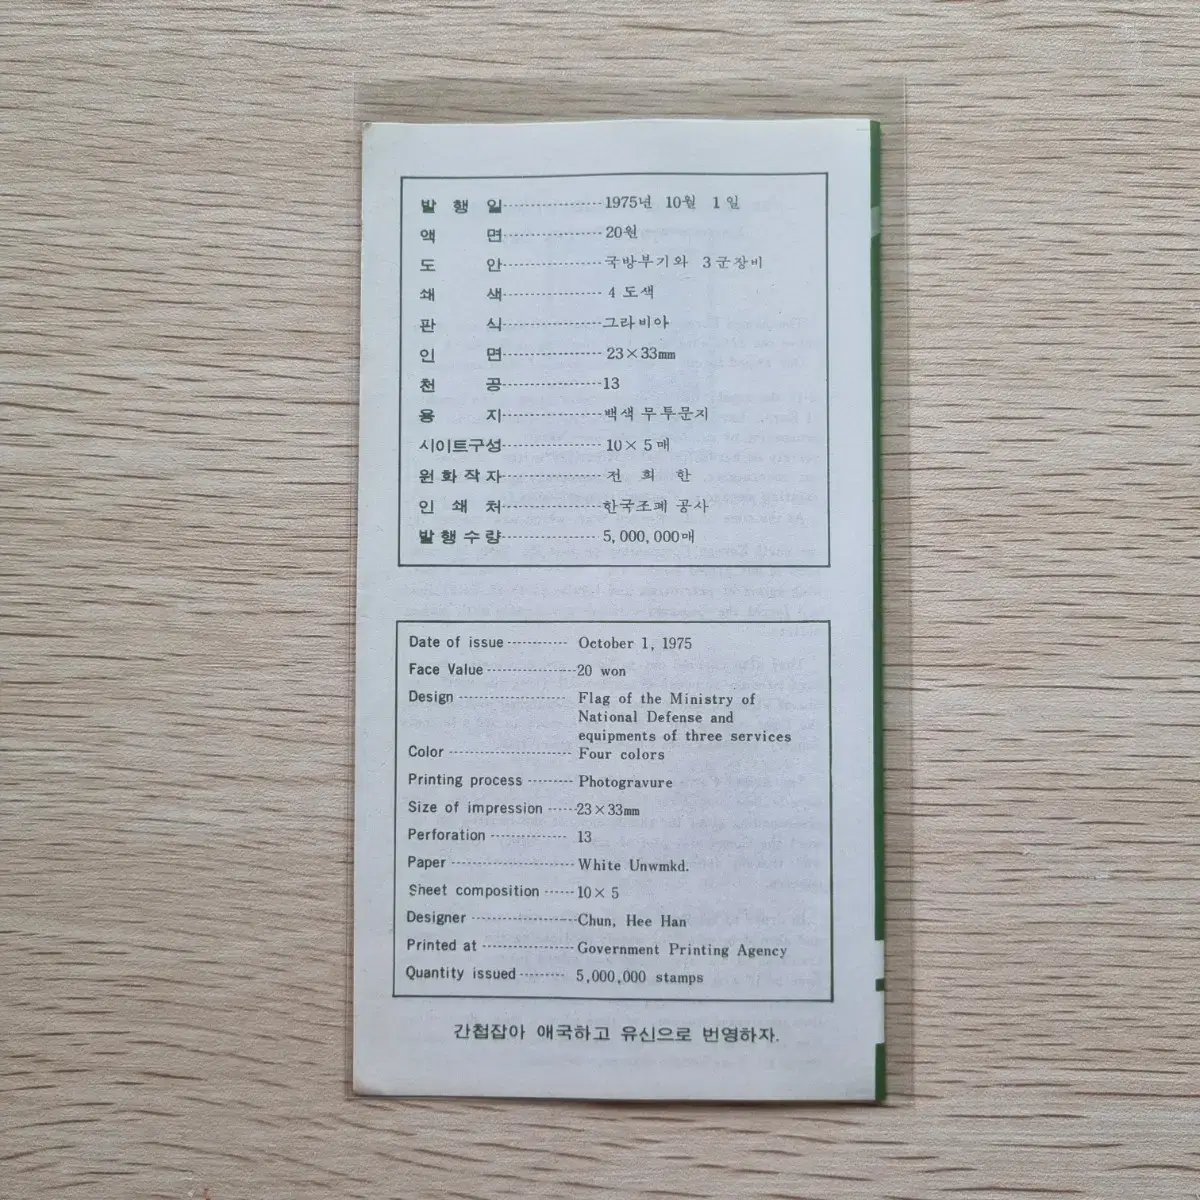 발 행 일 1975년 10월 1일
액 면 20원
도 안 국방부기와 3군장비
쇄 색 4도색
판 식 그라비아
인 면 23×33mm
천 공 13
용 지 백색 무투문지
시이트구성 10×5매
원화작자 전 희 한
인 쇄 처 한국조폐 공사
발행수량 5,000,000매
Date of issue October 1, 1975
Face Value 20 won
Design Flag of the Ministry of
National Defense and
equipments of three services
Color Four colors
Printing process Photogravure
Size of impression 23×33mm
Perforation 13
Paper White Unwmkd.
Sheet composition 10×5
Designer Chun, Hee Han
Printed at Government Printing Agency
Quantity issued 5,000,000 stamps
간첩잡아 애국하고 유신으로 번영하자.